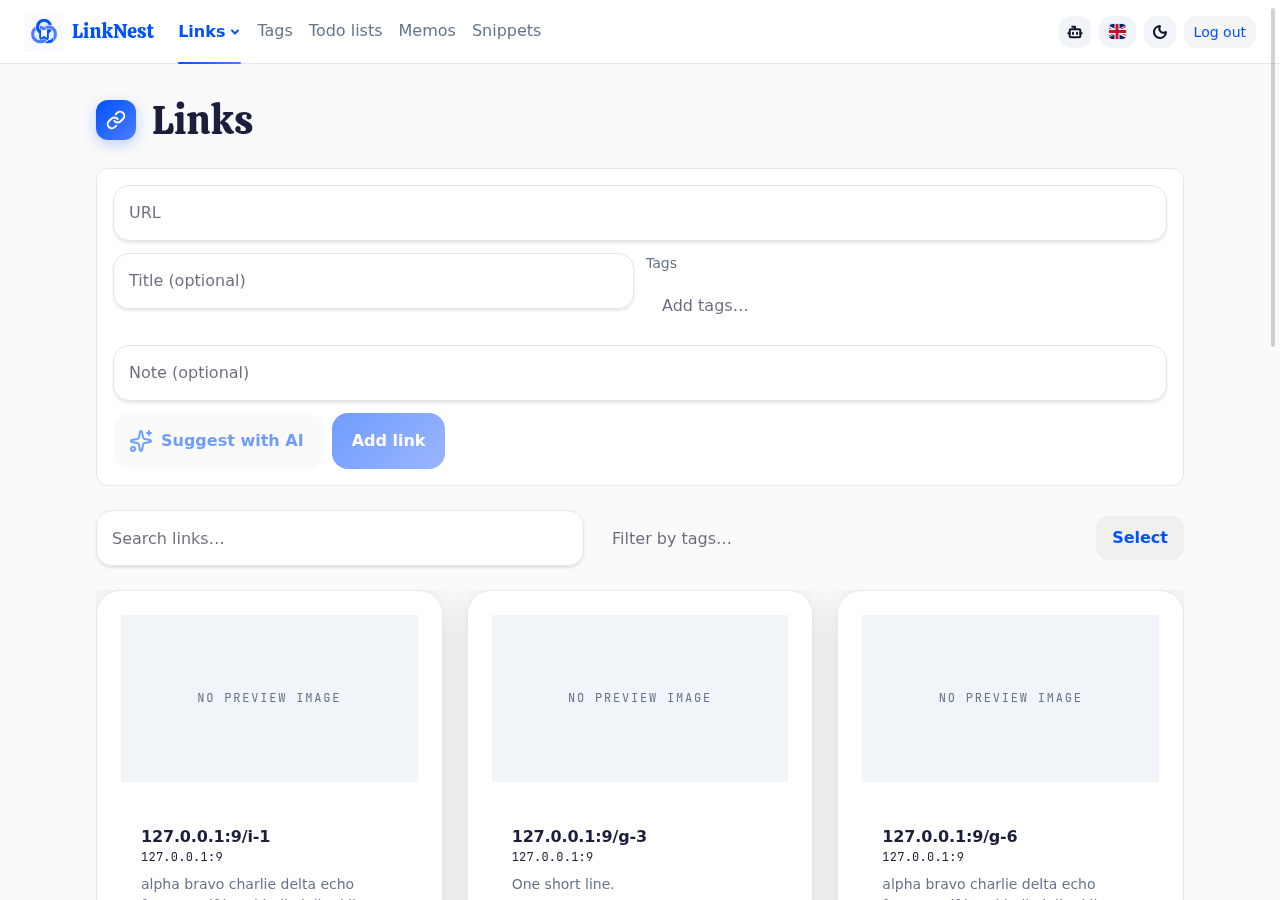 LinkNest
Links
Tags
Todo lists
Memos
Snippets
Log out
Links
URL
Title (optional)
Tags
Add tags…
Note (optional)
Suggest with AI
Add link
Search links…
Filter by tags…
Select
NO PREVIEW IMAGE
NO PREVIEW IMAGE
NO PREVIEW IMAGE
127.0.0.1:9/i-1
127.0.0.1:9
alpha bravo charlie delta echo
127.0.0.1:9/g-3
127.0.0.1:9
One short line.
127.0.0.1:9/g-6
127.0.0.1:9
alpha bravo charlie delta echo